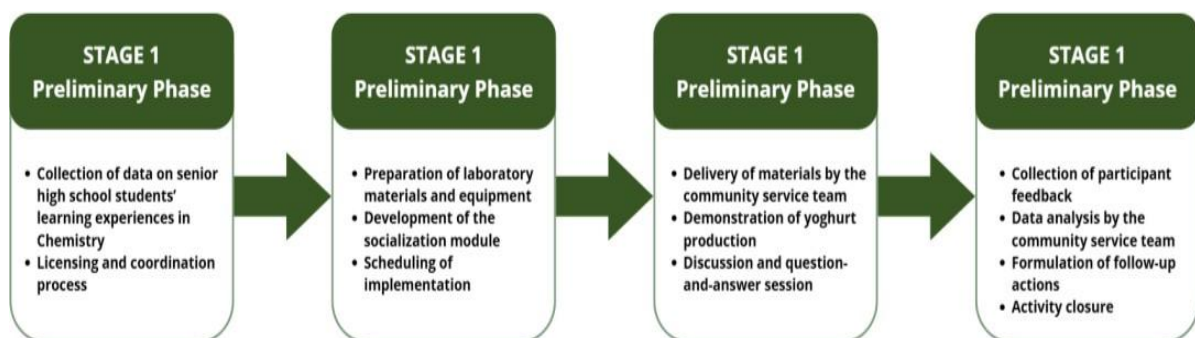 STAGE 1
Preliminary Phase
• Collection of data on senior
high school students'
learning experiences in
Chemistry
• Licensing and coordination
process
STAGE 1
Preliminary Phase
• Preparation of laboratory
materials and equipment
• Development of the
socialization module
• Scheduling of
implementation
STAGE 1
Preliminary Phase
• Delivery of materials by the
community service team
• Demonstration of yoghurt
production
• Discussion and question-
and-answer session
STAGE 1
Preliminary Phase
• Collection of participant
feedback
• Data analysis by the
community service team
• Formulation of follow-up
actions
• Activity closure